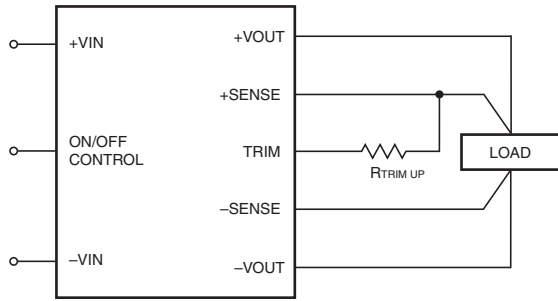 +VIN
+VOUT
+SENSE
ON/OFF
CONTROL
TRIM
RTRIM UP
LOAD
–SENSE
–VIN
–VOUT